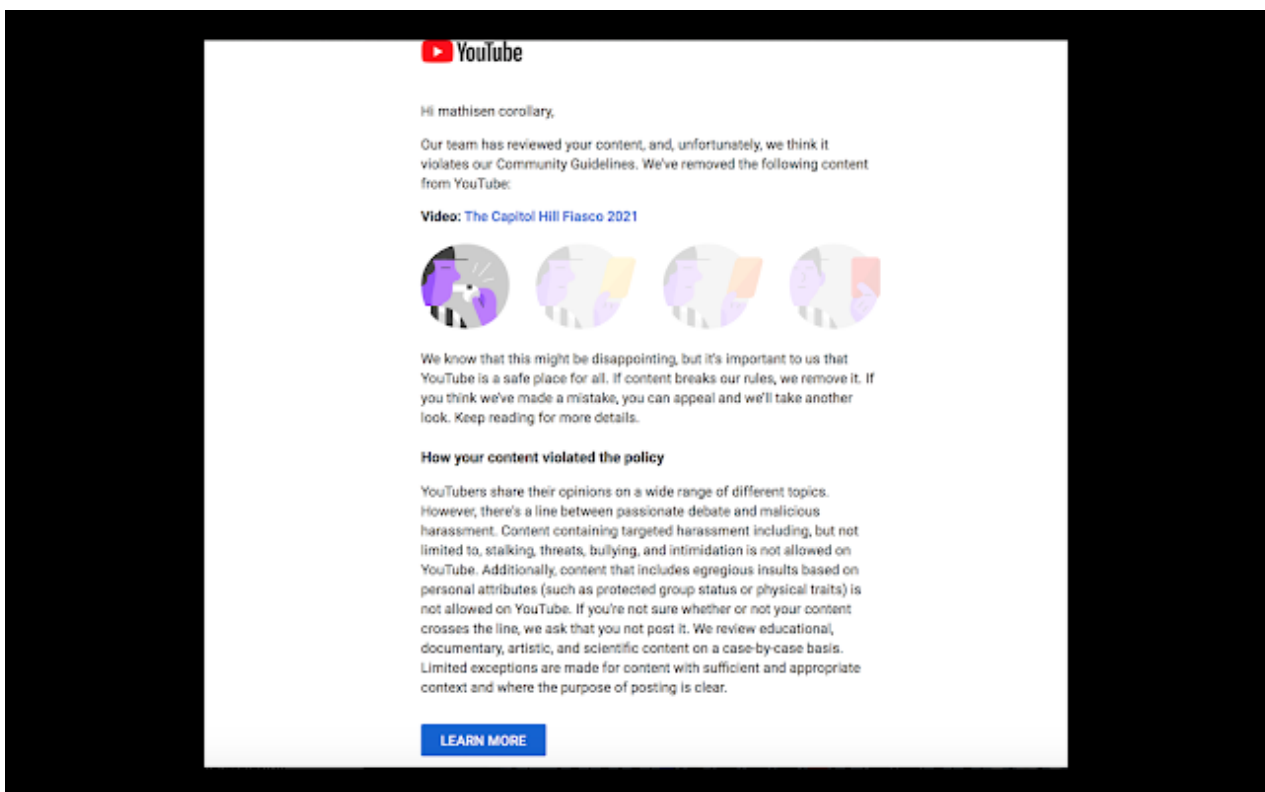 YouTube
Hi mathisen corollary,
Our team has reviewed your content, and, unfortunately, we think it
violates our Community Guidelines. We've removed the following content
from YouTube:
Video: The Capitol Hill Fiasco 2021
We know that this might be disappointing, but it's important to us that
YouTube is a safe place for all. If content breaks our rules, we remove it. If
you think we've made a mistake, you can appeal and we'll take another
look. Keep reading for more details.
How your content violated the policy
YouTubers share their opinions on a wide range of different topics.
However, there's a line between passionate debate and malicious
harassment. Content containing targeted harassment including, but not
limited to, stalking, threats, bullying, and intimidation is not allowed on
YouTube. Additionally, content that includes egregious insults based on
personal attributes (such as protected group status or physical traits) is
not allowed on YouTube. If you're not sure whether or not your content
crosses the line, we ask that you not post it. We review educational,
documentary, artistic, and scientific content on a case-by-case basis.
Limited exceptions are made for content with sufficient and appropriate
context and where the purpose of posting is clear.
LEARN MORE